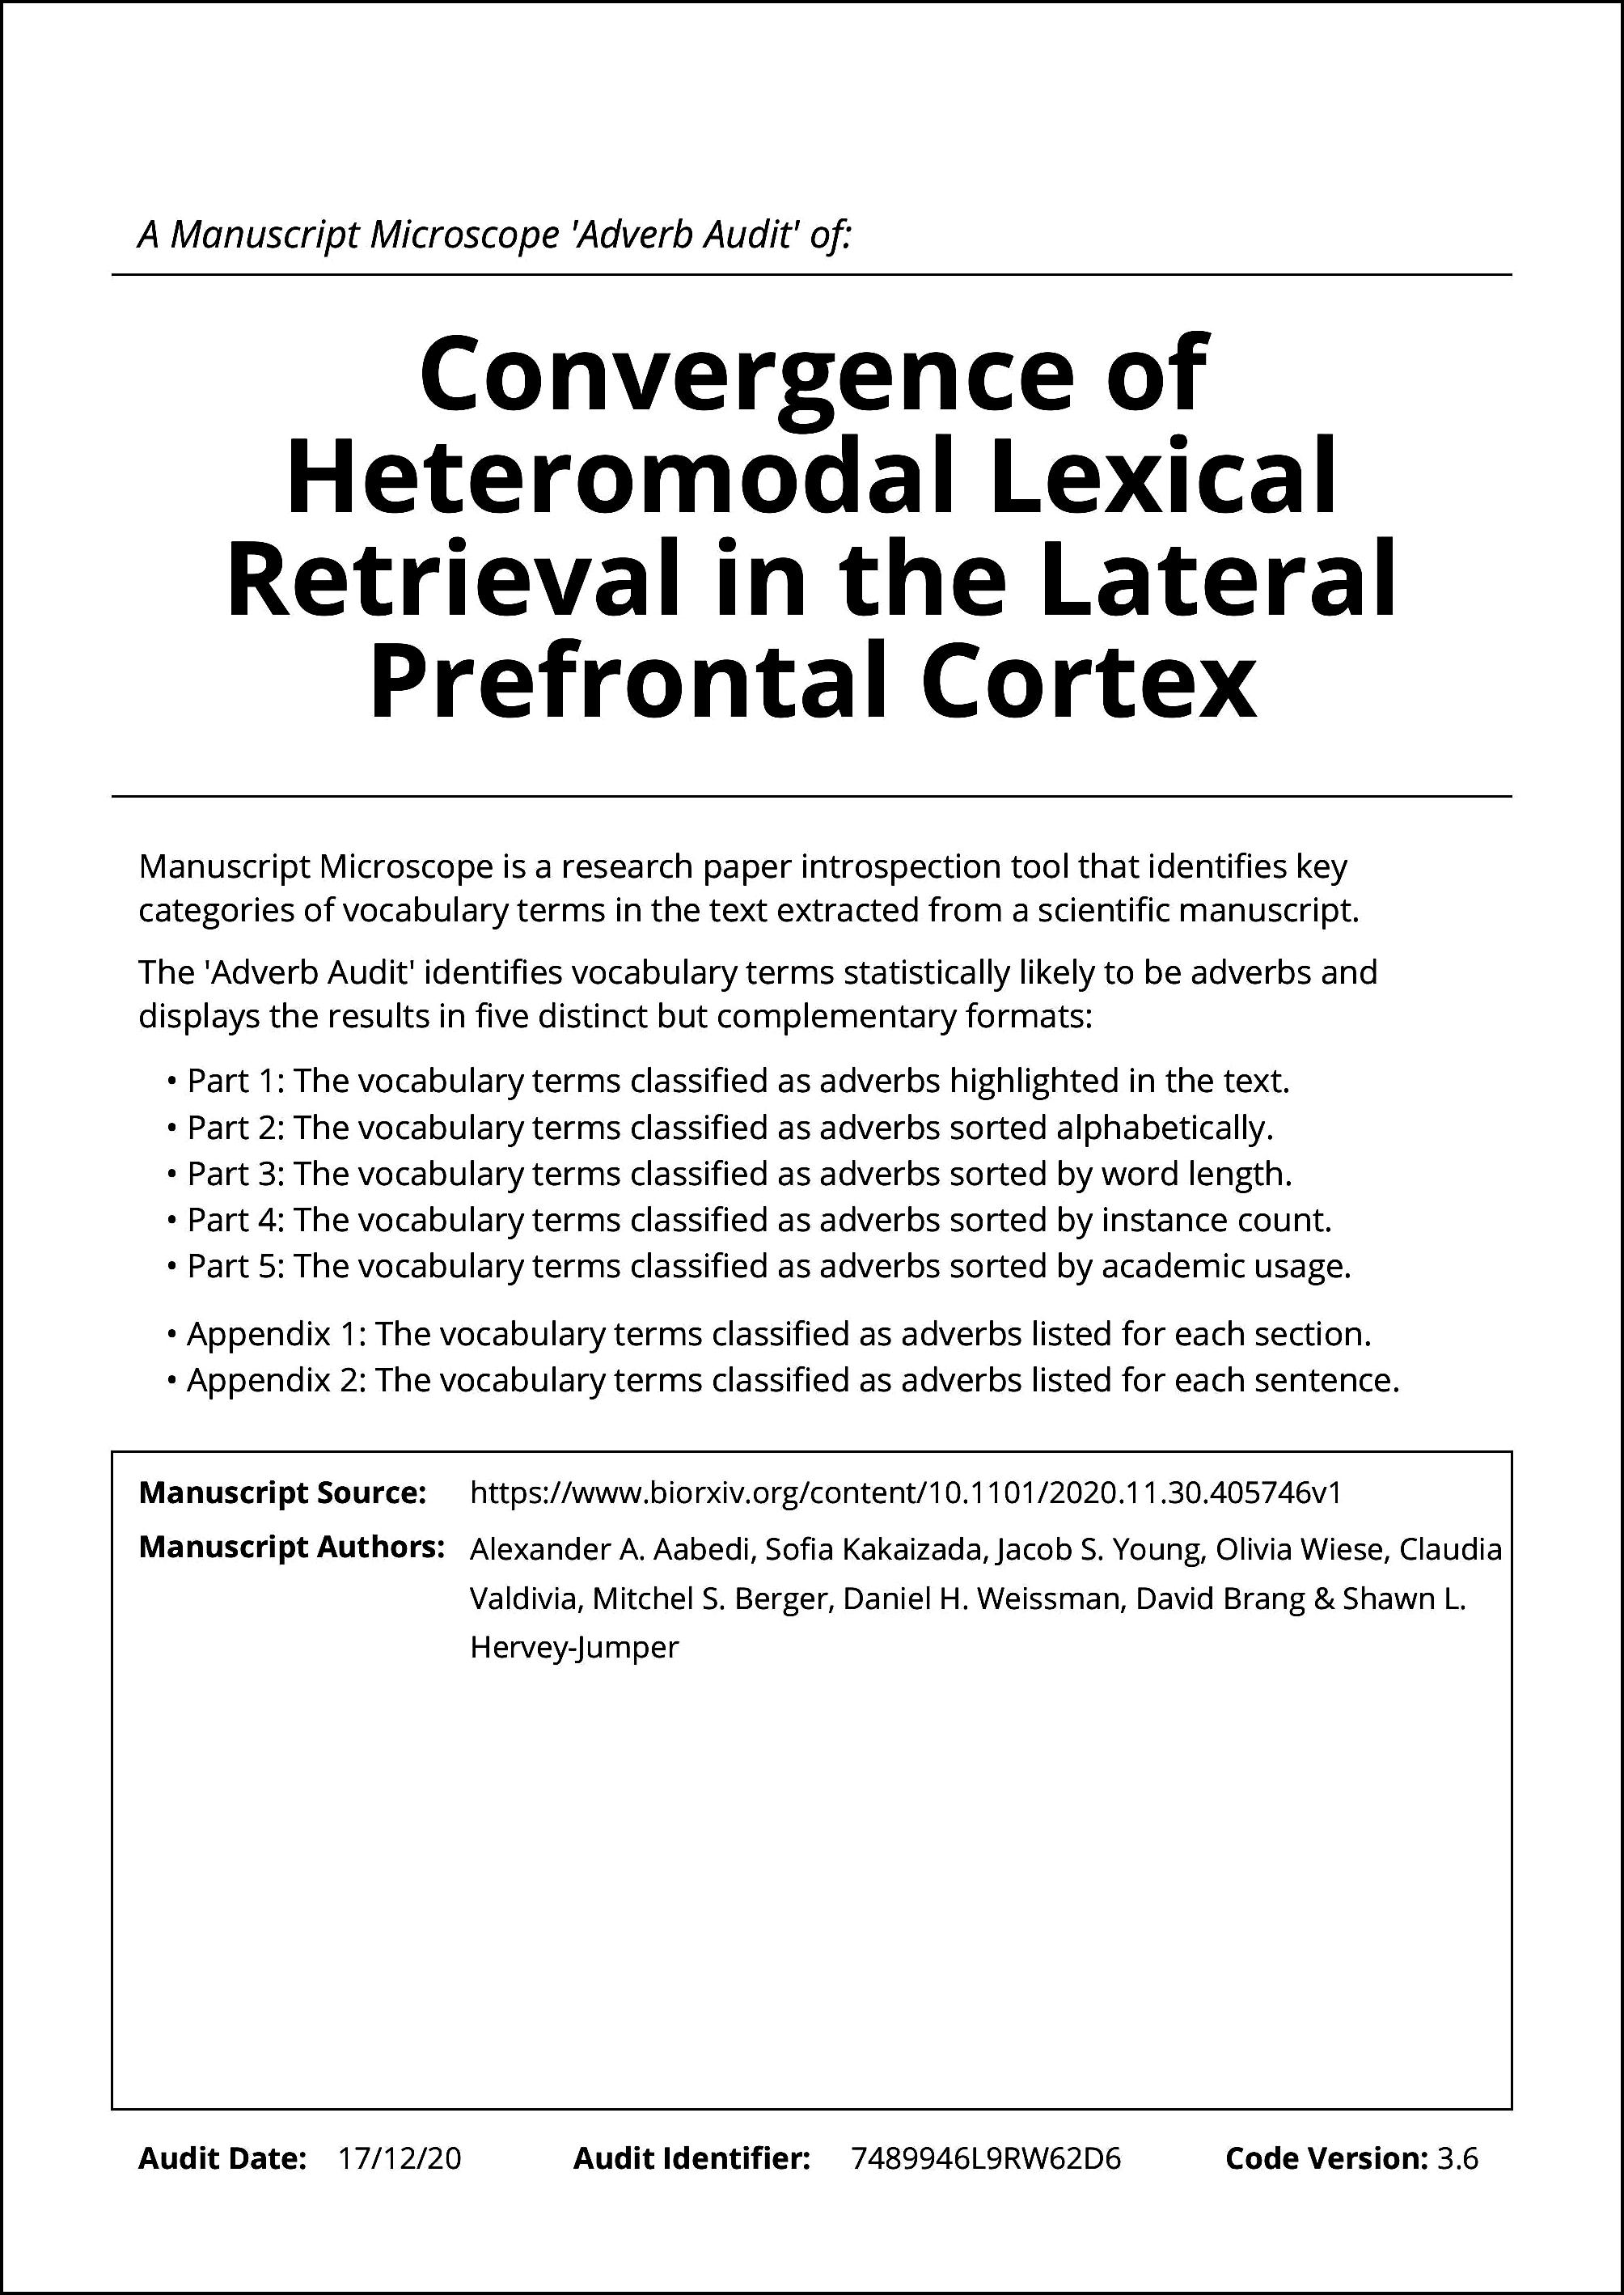 A Manuscript Microscope 'Adverb Audit' of:
Convergence of
Heteromodal Lexical
Retrieval in the Lateral
Prefrontal Cortex
Manuscript Microscope is a research paper introspection tool that identifies key
categories of vocabulary terms in the text extracted from a scientific manuscript.
The 'Adverb Audit' identifies vocabulary terms statistically likely to be adverbs and
displays the results in five distinct but complementary formats:
• Part 1: The vocabulary terms classified as adverbs highlighted in the text.
• Part 2: The vocabulary terms classified as adverbs sorted alphabetically.
• Part 3: The vocabulary terms classified as adverbs sorted by word length.
• Part 4: The vocabulary terms classified as adverbs sorted by instance count.
• Part 5: The vocabulary terms classified as adverbs sorted by academic usage.
• Appendix 1: The vocabulary terms classified as adverbs listed for each section.
• Appendix 2: The vocabulary terms classified as adverbs listed for each sentence.
Manuscript Source: https://www.biorxiv.org/content/10.1101/2020.11.30.405746v1
Manuscript Authors: Alexander A. Aabedi, Sofia Kakaizada, Jacob S. Young, Olivia Wiese, Claudia
Valdivia, Mitchel S. Berger, Daniel H. Weissman, David Brang & Shawn L.
Hervey-Jumper
Audit Date: 17/12/20 Audit Identifier: 7489946L9RW62D6 Code Version: 3.6